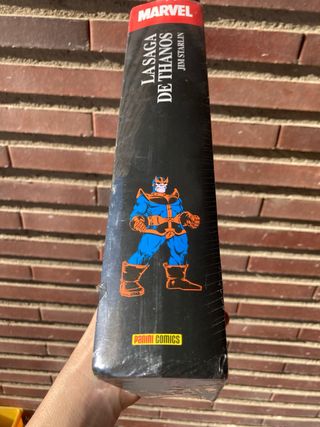 MARVEL
LA SAGA
DE THANOS
JIM STARLIN
PANINI COMICS